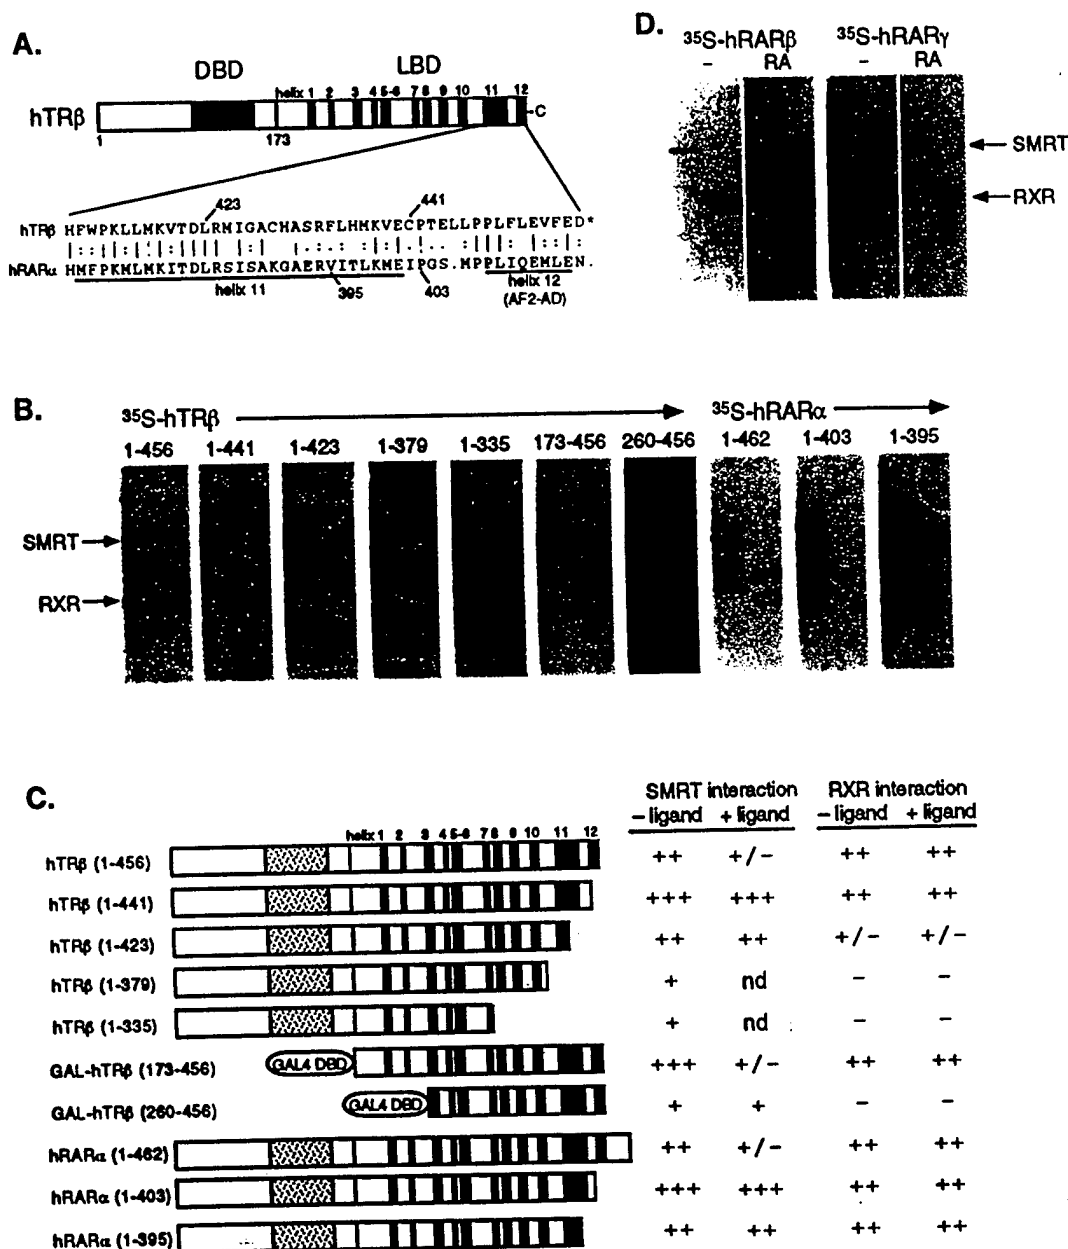 A.
DBD LBD
helix 1 2 3 4 5-6 7 8 9 10 11 12
hTRβ -C
1 173
423 441
hTRβ HFWPKLLMKVTDLRMIGACHASRFLHMKVECPTELLPPLFLEVFED*
hRARα HMFPKMLMKITDLRSISAKGAERVITLKMEIPGS.MPPLIQEMLEN.
helix 11 395 403 helix 12
(AF2-AD)
D.
³⁵S-hRARβ ³⁵S-hRARγ
- RA - RA
SMRT
RXR
B.
³⁵S-hTRβ ³⁵S-hRARα
1-456 1-441 1-423 1-379 1-335 173-456 260-456 1-462 1-403 1-395
SMRT
RXR
C.
SMRT interaction RXR interaction
– ligand + ligand – ligand + ligand
helix 1 2 3 4 5-6 7 8 9 10 11 12
hTRβ (1-456) ++ +/- ++ ++
hTRβ (1-441) +++ +++ ++ ++
hTRβ (1-423) ++ ++ +/- +/-
hTRβ (1-379) + nd - -
hTRβ (1-335) + nd - -
GAL-hTRβ (173-456) GAL4 DBD +++ +/- ++ ++
GAL-hTRβ (260-456) GAL4 DBD + + - -
hRARα (1-462) ++ +/- ++ ++
hRARα (1-403) +++ +++ ++ ++
hRARα (1-395) ++ ++ ++ ++